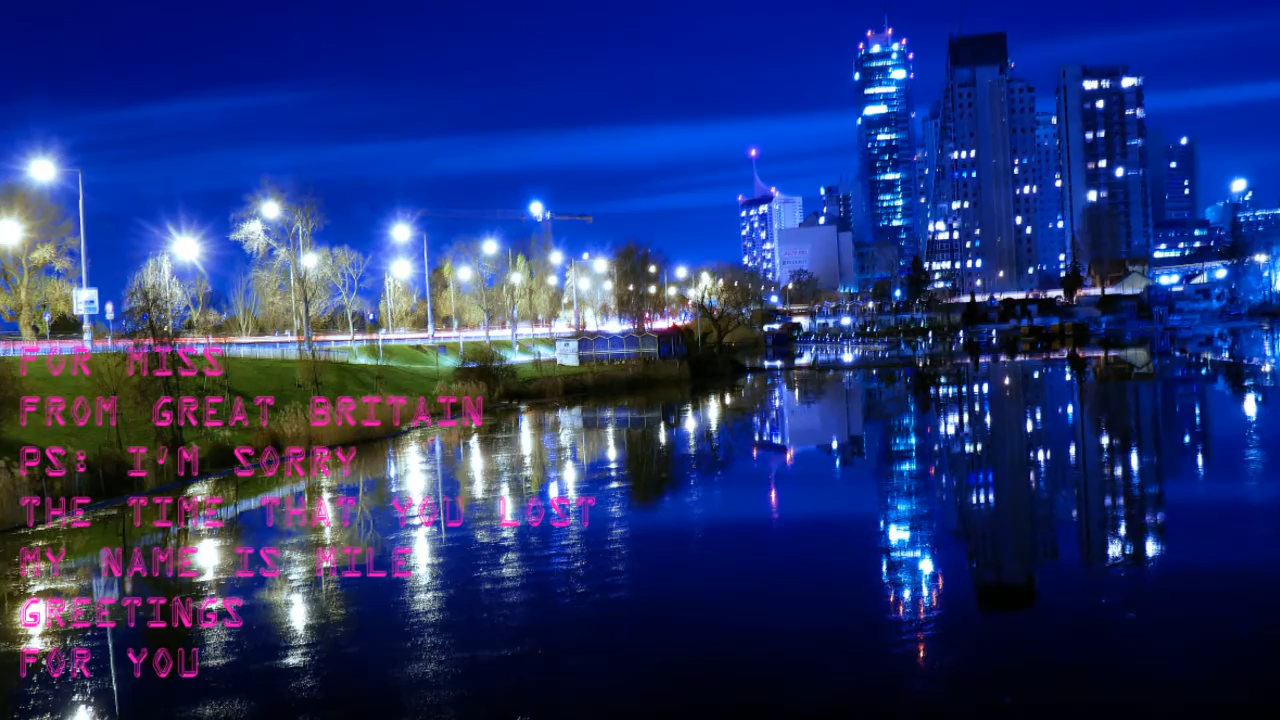 FOR MISS
FROM GREAT BRITAIN
PS: I'M SORRY
THE TIME THAT YOU LOST
MY NAME IS MILE
GREETINGS
FOR YOU